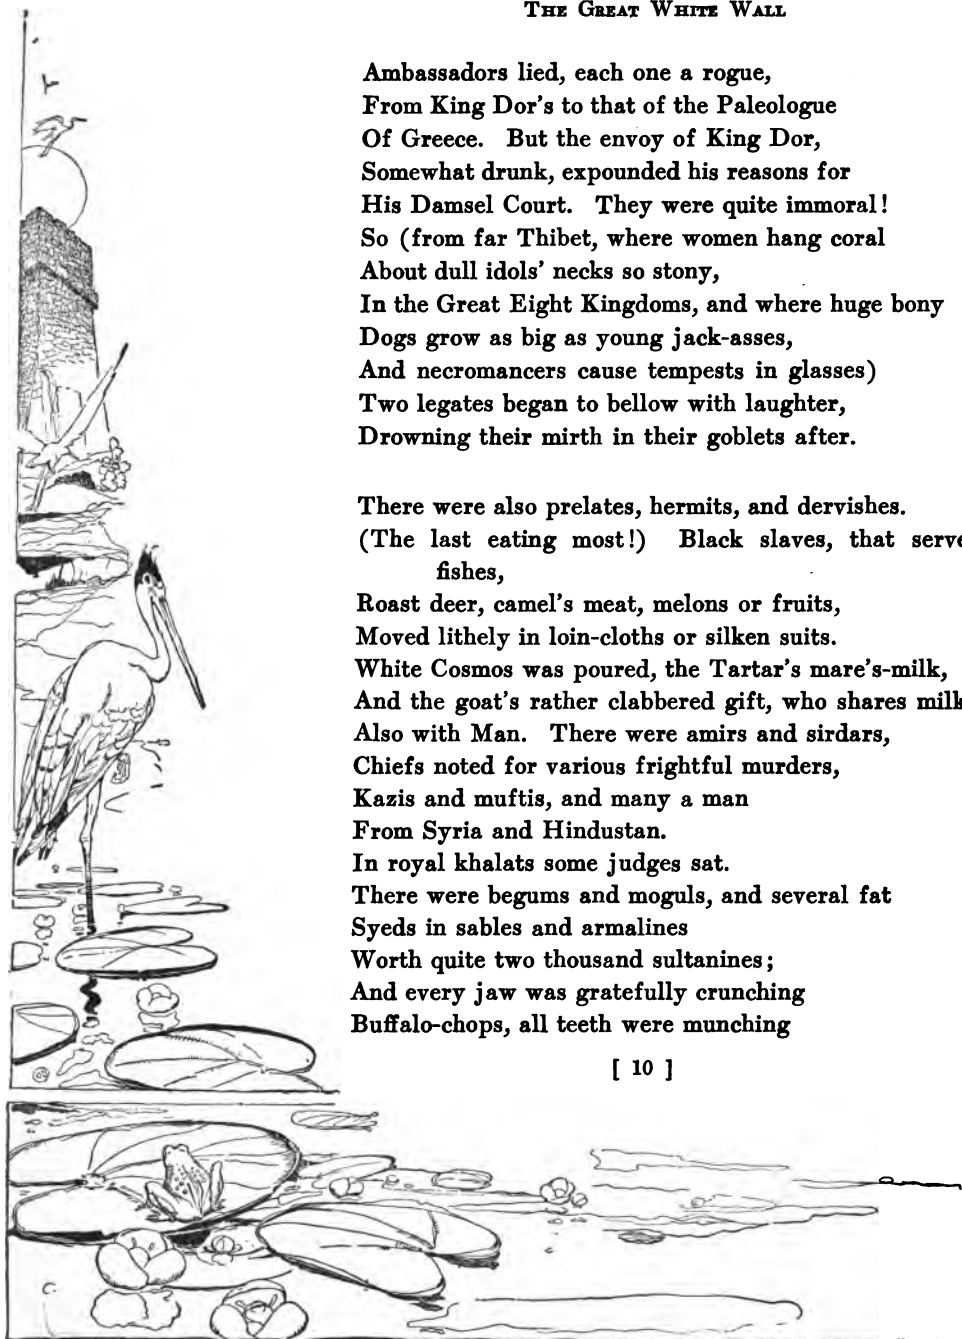 THE GREAT WHITE WALL
Ambassadors lied, each one a rogue,
From King Dor's to that of the Paleologue
Of Greece. But the envoy of King Dor,
Somewhat drunk, expounded his reasons for
His Damsel Court. They were quite immoral!
So (from far Thibet, where women hang coral
About dull idols' necks so stony,
In the Great Eight Kingdoms, and where huge bony
Dogs grow as big as young jack-asses,
And necromancers cause tempests in glasses)
Two legates began to bellow with laughter,
Drowning their mirth in their goblets after.
There were also prelates, hermits, and dervishes.
(The last eating most!) Black slaves, that serve
fishes,
Roast deer, camel's meat, melons or fruits,
Moved lithely in loin-cloths or silken suits.
White Cosmos was poured, the Tartar's mare's-milk,
And the goat's rather clabbered gift, who shares milk
Also with Man. There were amirs and sirdars,
Chiefs noted for various frightful murders,
Kazis and muftis, and many a man
From Syria and Hindustan.
In royal khalats some judges sat.
There were begums and moguls, and several fat
Syeds in sables and armalines
Worth quite two thousand sultanines;
And every jaw was gratefully crunching
Buffalo-chops, all teeth were munching
[ 10 ]